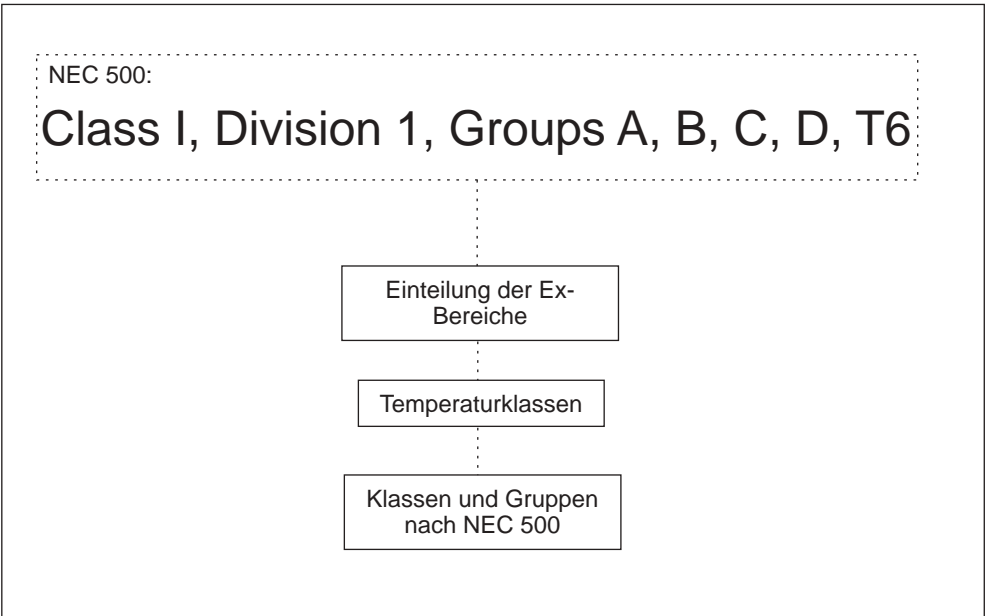 NEC 500:
Class I, Division 1, Groups A, B, C, D, T6
Einteilung der Ex-
Bereiche
Temperaturklassen
Klassen und Gruppen
nach NEC 500